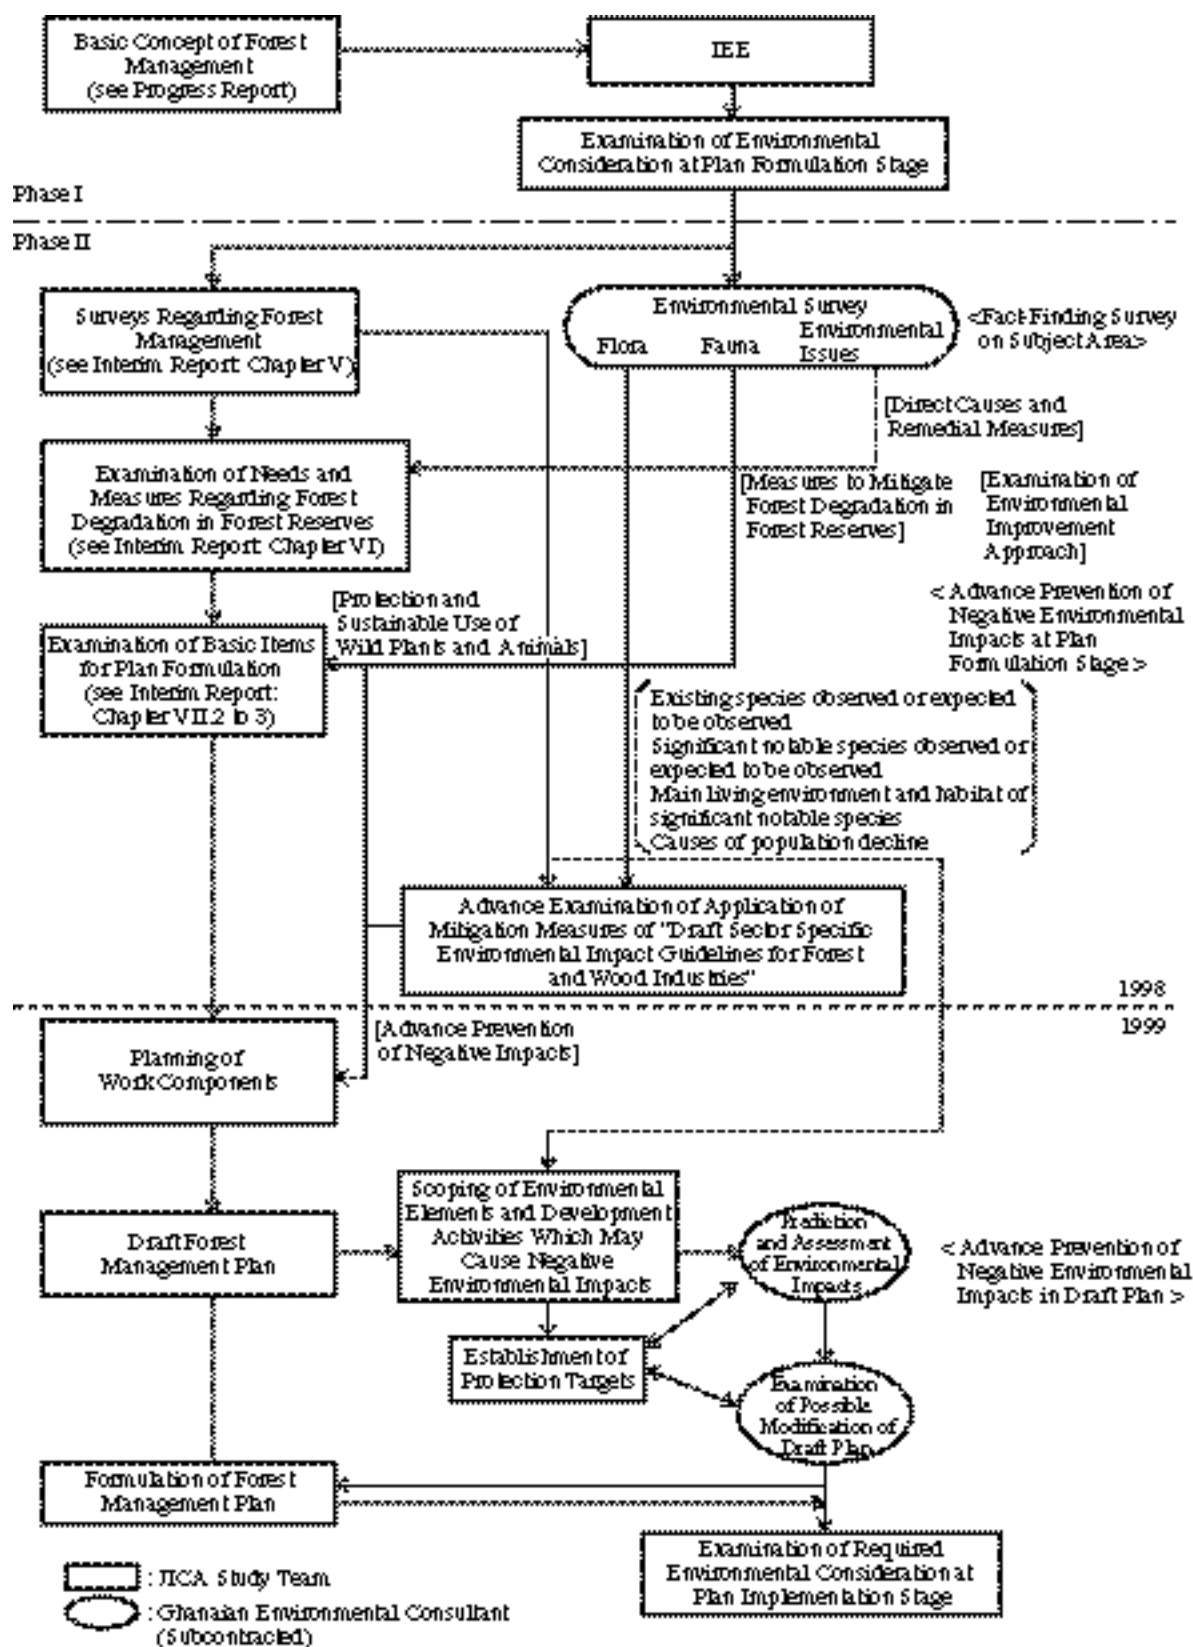 Basic Concept of Forest
Management
(see Progress Report)
IEE
Examination of Environmental
Consideration at Plan Formulation Stage
Phase I
Phase II
Surveys Regarding Forest
Management
(see Interim Report: Chapter V)
Environmental Survey
Flora
Fauna
Environmental
Issues
<Fact-Finding Survey
on Subject Area>
[Direct Causes and
Remedial Measures]
Examination of Needs and
Measures Regarding Forest
Degradation in Forest Reserves
(see Interim Report: Chapter VI)
[Measures to Mitigate
Forest Degradation in
Forest Reserves]
[Examination of
Environmental
Improvement
Approach]
[Protection and
Sustainable Use of
Wild Plants and Animals]
< Advance Prevention of
Negative Environmental
Impacts at Plan
Formulation Stage >
Examination of Basic Items
for Plan Formulation
(see Interim Report:
Chapter VII.2 to 3)
Existing species observed or expected
to be observed
Significant notable species observed or
expected to be observed
Main living environment and habitat of
significant notable species
Causes of population decline
Advance Examination of Application of
Mitigation Measures of "Draft Sector Specific
Environmental Impact Guidelines for Forest
and Wood Industries"
1998
1999
[Advance Prevention
of Negative Impacts]
Planning of
Work Components
Scoping of Environmental
Elements and Development
Activities Which May
Cause Negative
Environmental Impacts
Draft Forest
Management Plan
Prediction
and Assessment
of Environmental
Impacts
< Advance Prevention of
Negative Environmental
Impacts in Draft Plan >
Establishment of
Protection Targets
Examination
of Possible
Modification of
Draft Plan
Formulation of Forest
Management Plan
Examination of Required
Environmental Consideration at
Plan Implementation Stage
: JICA Study Team
: Ghanaian Environmental Consultant
(Subcontracted)